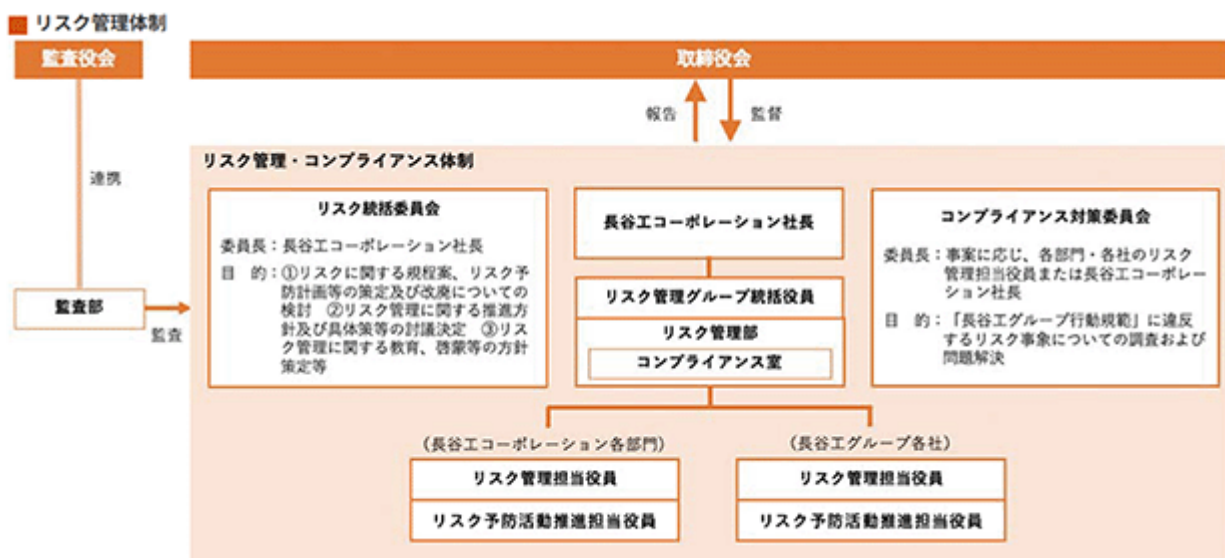 リスク管理体制
監査役会
取締役会
報告
監督
連携
監査部
監査
リスク管理・コンプライアンス体制
リスク統括委員会
委員長：長谷工コーポレーション社長
目　的：①リスクに関する規程案、リスク予
防計画等の策定及び改廃についての
検討　②リスク管理に関する推進方
針及び具体策等の討議決定　③リス
ク管理に関する教育、啓蒙等の方針
策定等
長谷工コーポレーション社長
リスク管理グループ統括役員
リスク管理部
コンプライアンス室
コンプライアンス対策委員会
委員長：事案に応じ、各部門・各社のリスク
管理担当役員または長谷工コーポレー
ション社長
目　的：「長谷工グループ行動規範」に違反
するリスク事象についての調査および
問題解決
（長谷工コーポレーション各部門）
リスク管理担当役員
リスク予防活動推進担当役員
（長谷工グループ各社）
リスク管理担当役員
リスク予防活動推進担当役員